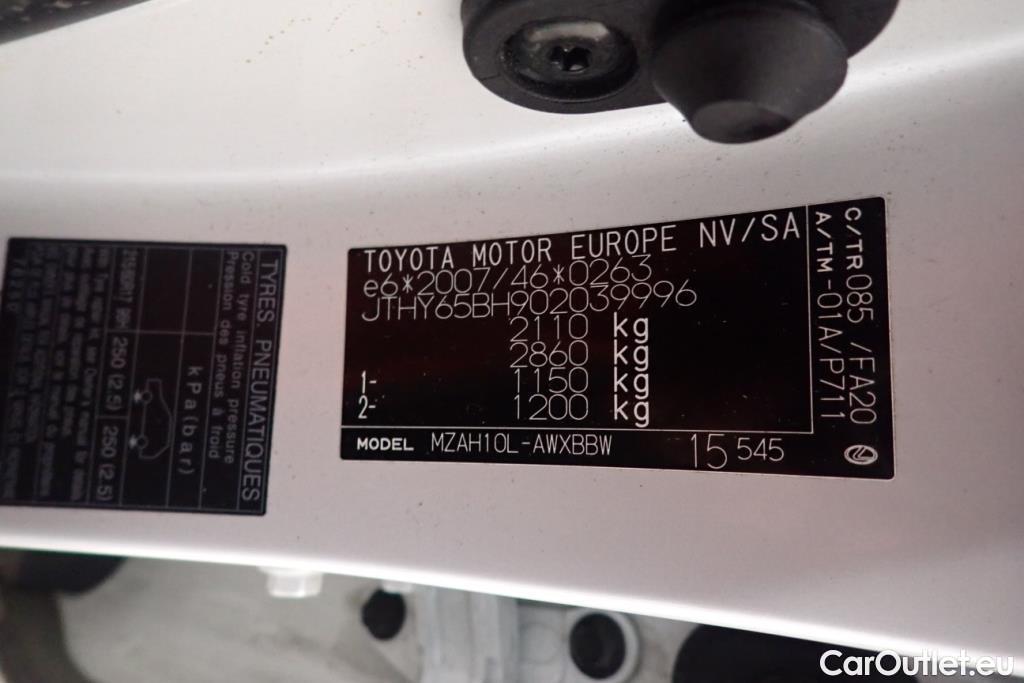 TOYOTA MOTOR EUROPE NV/SA
e6*2007/46*0263
JTHY65BH902039996
2110 kg
2860 kg
1- 1150 kg
2- 1200 kg
MODEL MZAH10L-AWXBBW 15 545
C/TR 085 /FA20
A/TM -01A/P711
TYRES. PNEUMATIQUES
Cold tyre inflation pressure
Pression des pneus à froid
kPa(bar)
250 (2.5) 250 (2.5)
CarOutlet.eu